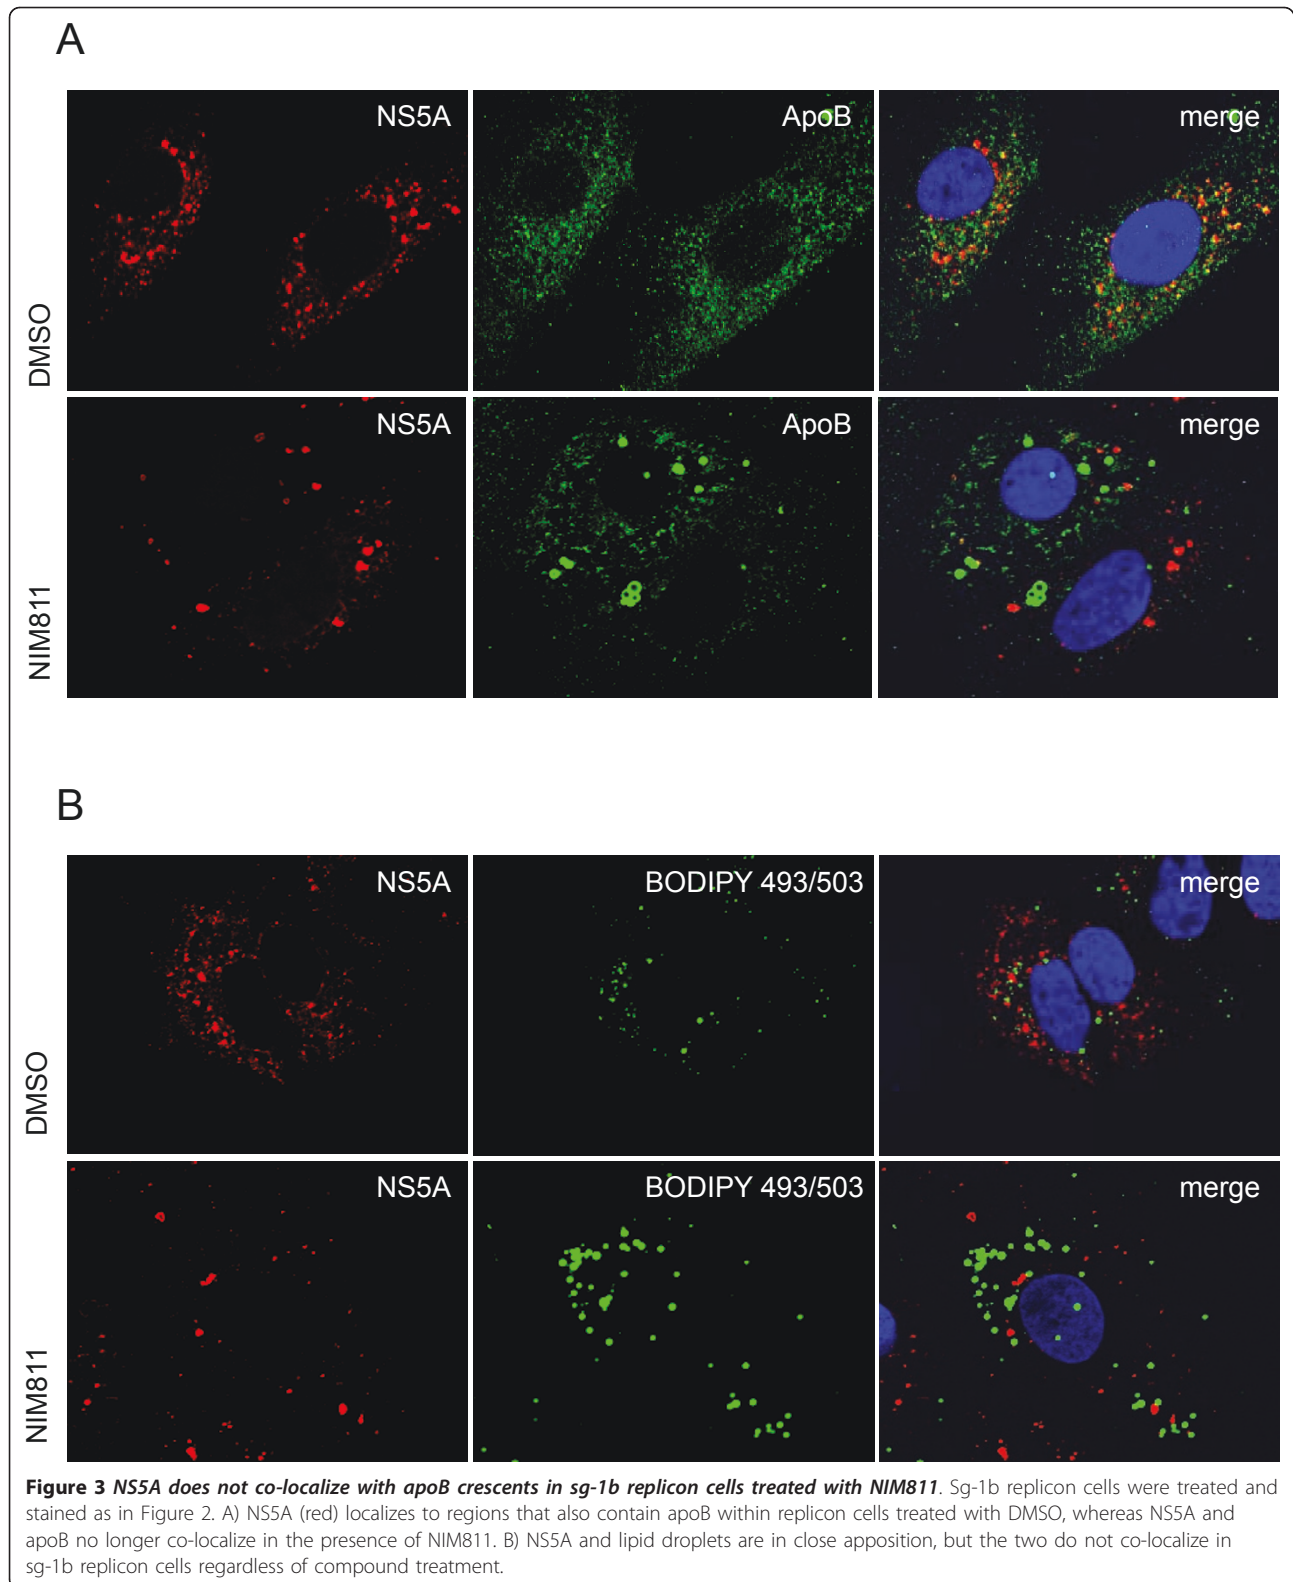 A
NS5A ApoB merge
DMSO
NS5A ApoB merge
NIM811
B
NS5A BODIPY 493/503 merge
DMSO
NS5A BODIPY 493/503 merge
NIM811
Figure 3 NS5A does not co-localize with apoB crescents in sg-1b replicon cells treated with NIM811. Sg-1b replicon cells were treated and
stained as in Figure 2. A) NS5A (red) localizes to regions that also contain apoB within replicon cells treated with DMSO, whereas NS5A and
apoB no longer co-localize in the presence of NIM811. B) NS5A and lipid droplets are in close apposition, but the two do not co-localize in
sg-1b replicon cells regardless of compound treatment.